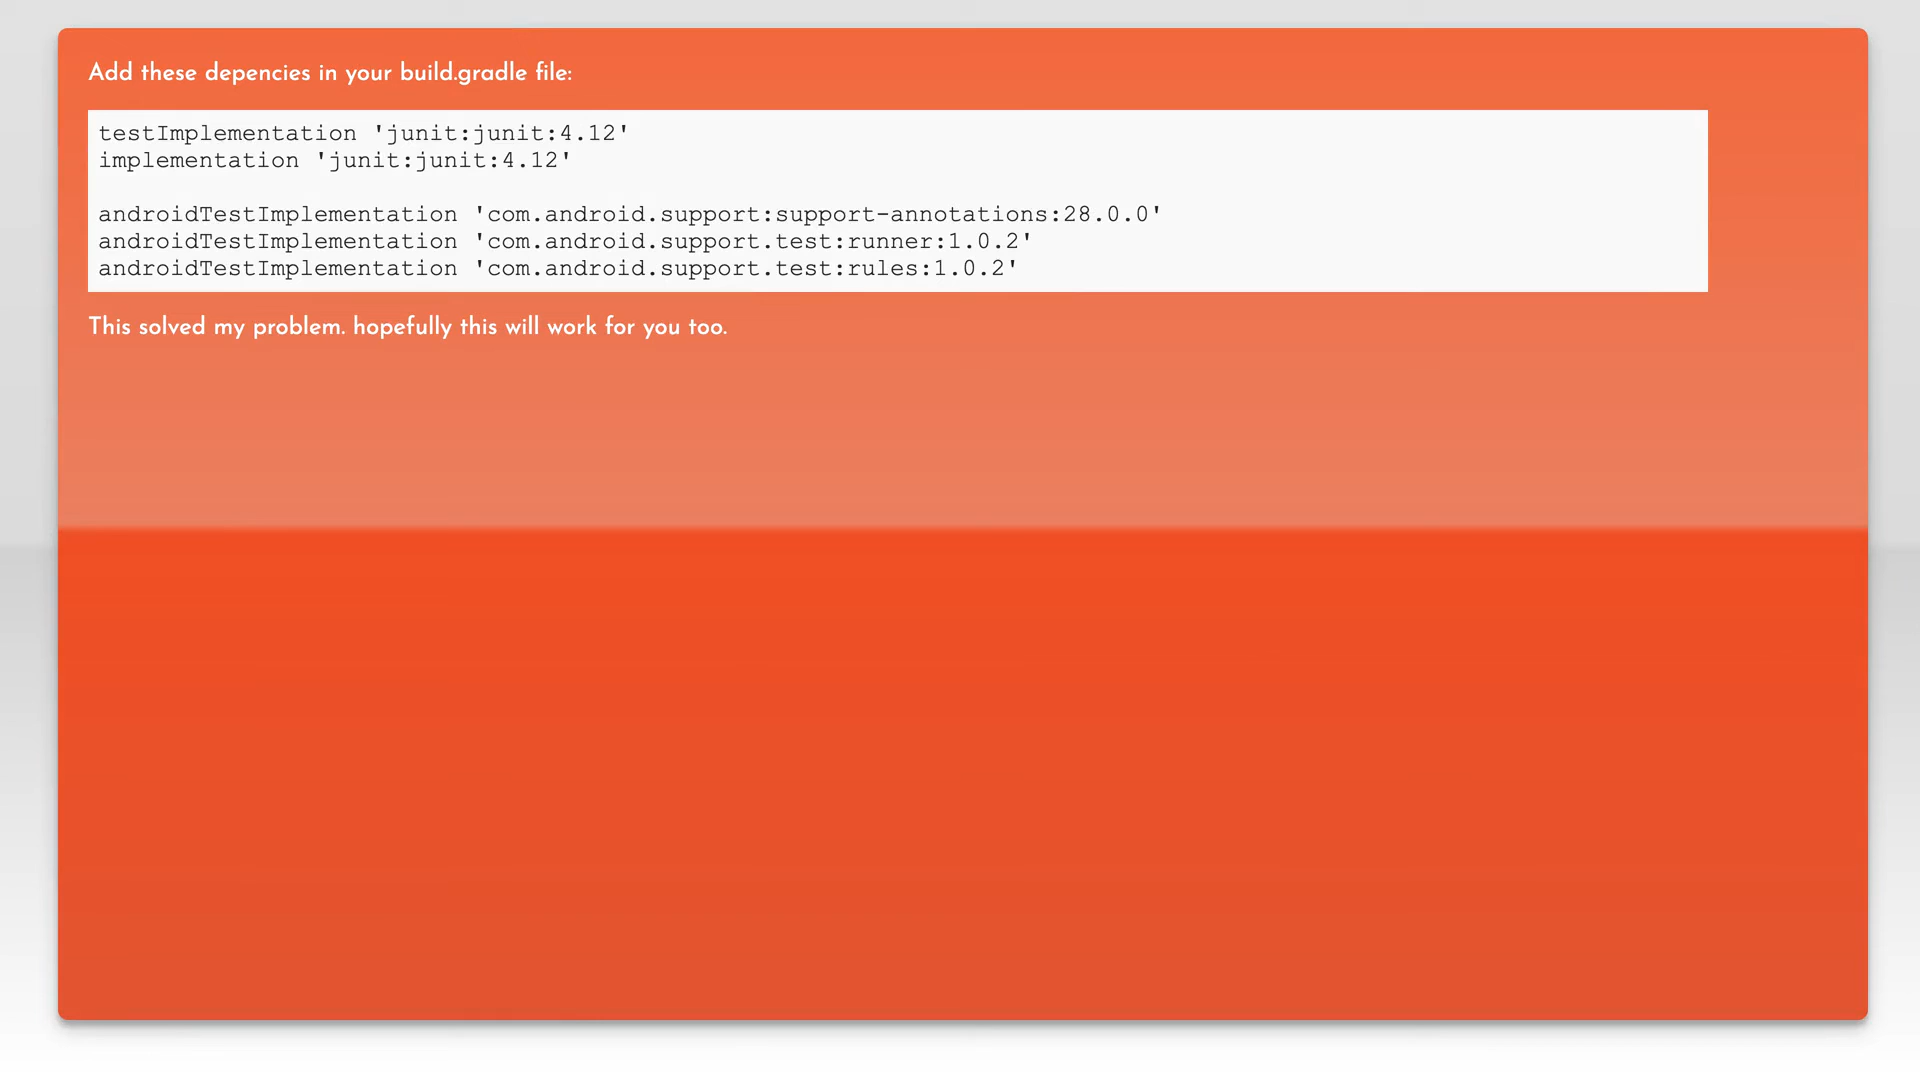 Add these depencies in your build.gradle file:
testImplementation 'junit:junit:4.12'
implementation 'junit:junit:4.12'
androidTestImplementation 'com.android.support:support-annotations:28.0.0'
androidTestImplementation 'com.android.support.test:runner:1.0.2'
androidTestImplementation 'com.android.support.test:rules:1.0.2'
This solved my problem. hopefully this will work for you too.